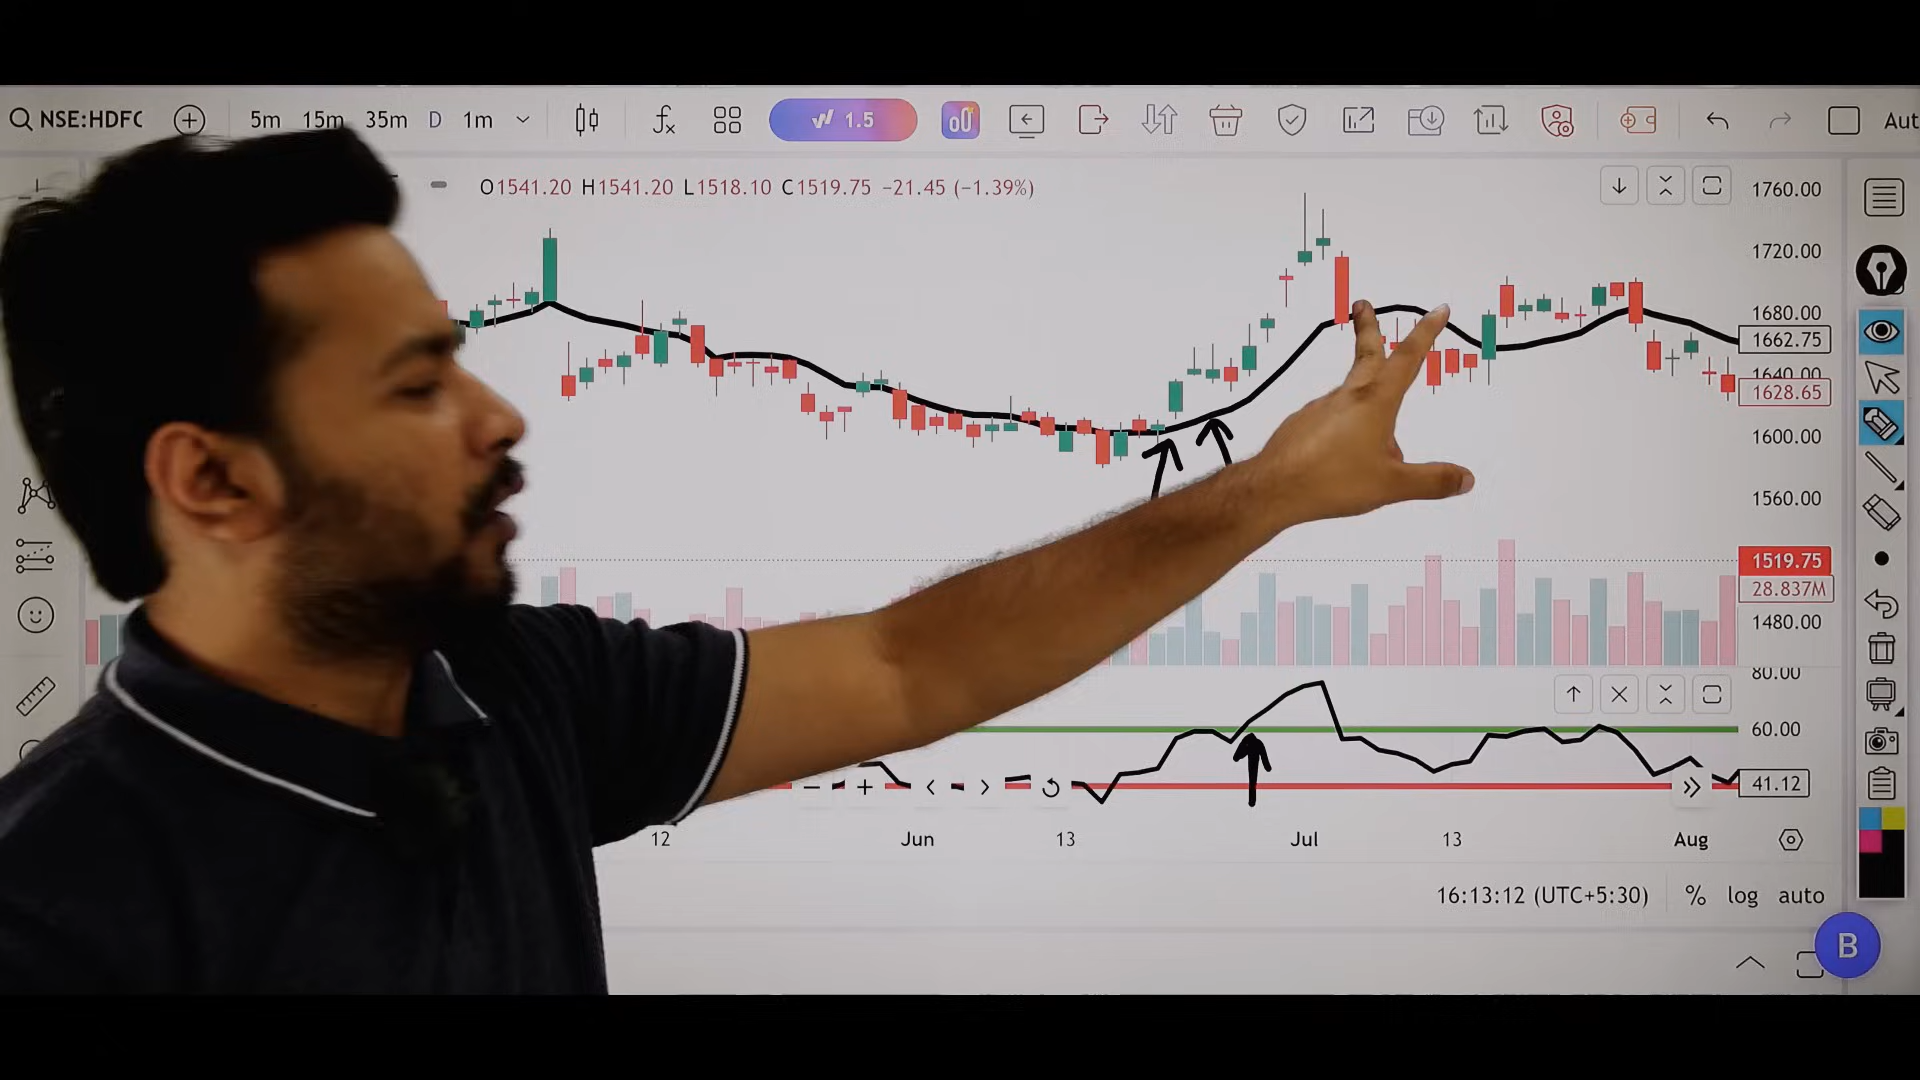 NSE:HDFC 5m 15m 35m D 1m 1.5 Aut
O1541.20 H1541.20 L1518.10 C1519.75 −21.45 (−1.39%)
1760.00
1720.00
1680.00
1662.75
1640.00
1628.65
1600.00
1560.00
1519.75
28.837M
1480.00
80.00
60.00
41.12
12 Jun 13 Jul 13 Aug
16:13:12 (UTC+5:30) % log auto
B